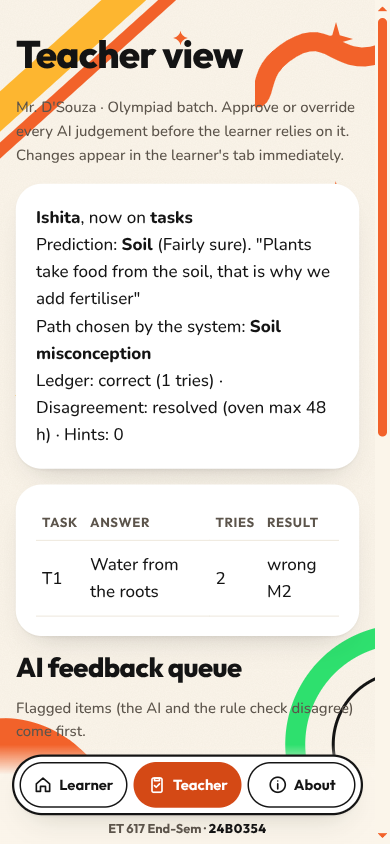 Teacher view
Mr. D'Souza · Olympiad batch. Approve or override
every AI judgement before the learner relies on it.
Changes appear in the learner's tab immediately.
Ishita, now on tasks
Prediction: Soil (Fairly sure). "Plants
take food from the soil, that is why we
add fertiliser"
Path chosen by the system: Soil
misconception
Ledger: correct (1 tries) ·
Disagreement: resolved (oven max 48
h) · Hints: 0
TASK ANSWER TRIES RESULT
T1 Water from the roots 2 wrong M2
AI feedback queue
Flagged items (the AI and the rule check disagree)
come first.
Learner Teacher About
ET 617 End-Sem · 24B0354